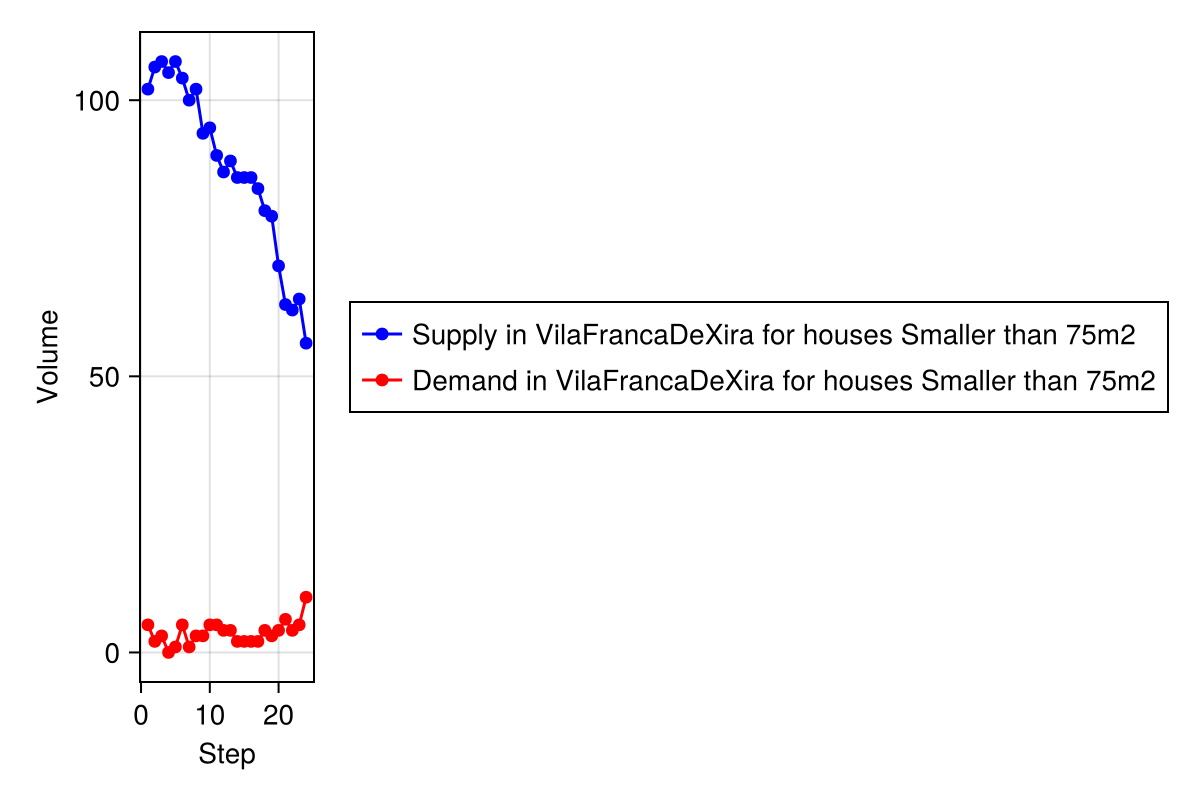 100
50
0
Volume
0 10 20
Step
Supply in VilaFrancaDeXira for houses Smaller than 75m2
Demand in VilaFrancaDeXira for houses Smaller than 75m2